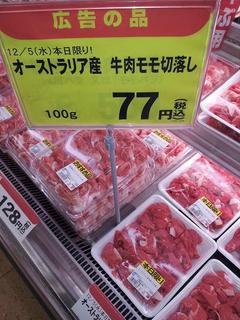 広告の品
12/5(水)本日限り!
オーストラリア産 牛肉モモ切落し
100g 77円(税込)
128円